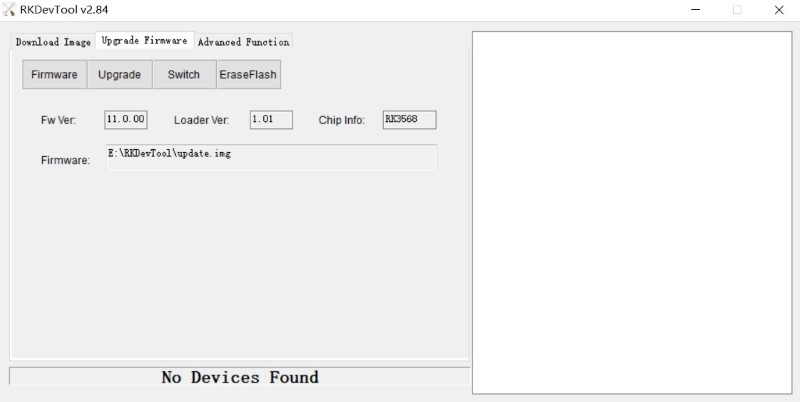 RKDevTool v2.84
Download Image Upgrade Firmware Advanced Function
Firmware Upgrade Switch EraseFlash
Fw Ver: 11.0.00 Loader Ver: 1.01 Chip Info: RK3568
Firmware: E:\RKDevTool\update.img
No Devices Found